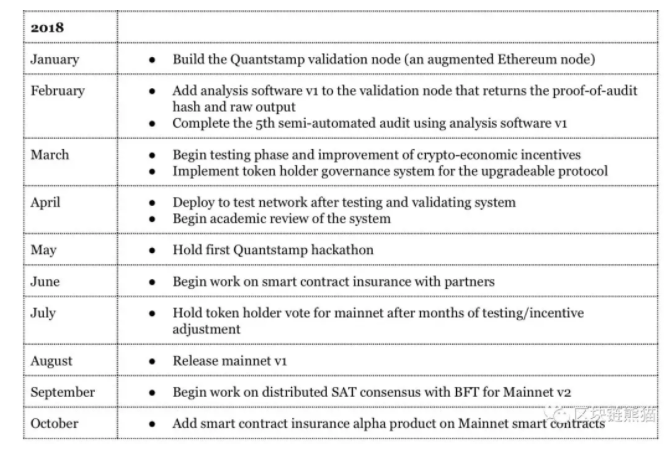 2018
January
● Build the Quantstamp validation node (an augmented Ethereum node)
February
● Add analysis software v1 to the validation node that returns the proof-of-audit
hash and raw output
● Complete the 5th semi-automated audit using analysis software v1
March
● Begin testing phase and improvement of crypto-economic incentives
● Implement token holder governance system for the upgradeable protocol
April
● Deploy to test network after testing and validating system
● Begin academic review of the system
May
● Hold first Quantstamp hackathon
June
● Begin work on smart contract insurance with partners
July
● Hold token holder vote for mainnet after months of testing/incentive
adjustment
August
● Release mainnet v1
September
● Begin work on distributed SAT consensus with BFT for Mainnet v2
October
● Add smart contract insurance alpha product on Mainnet smart contracts
区块链熊猫